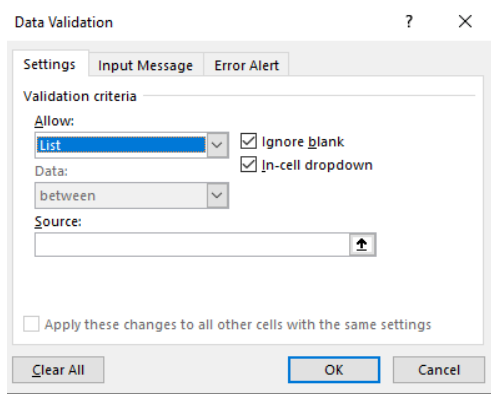 Data Validation ?
Settings Input Message Error Alert
Validation criteria
Allow:
List Ignore blank
In-cell dropdown
Data:
between
Source:
Apply these changes to all other cells with the same settings
Clear All OK Cancel